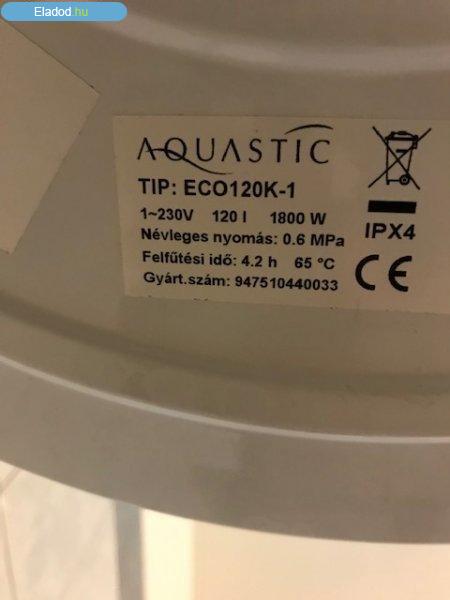 Eladod.hu
AQUASTIC
TIP: ECO120K-1
1~230V 120 l 1800 W
Névleges nyomás: 0.6 MPa
Felfűtési idő: 4.2 h 65 °C
Gyárt.szám: 947510440033
IPX4
CE